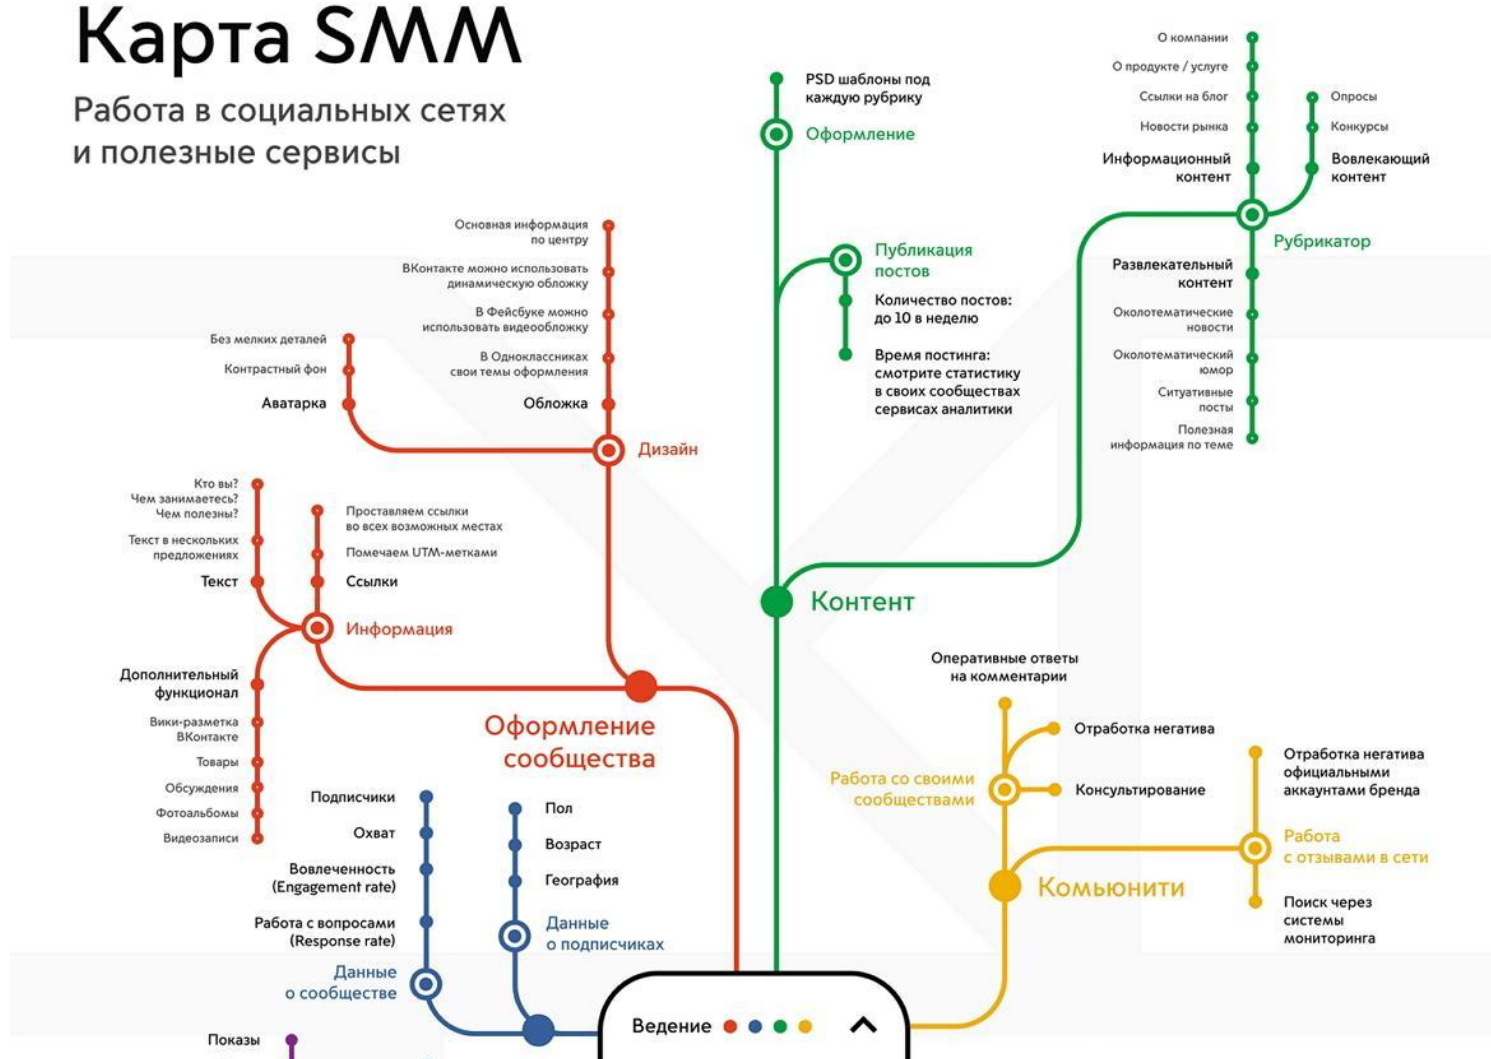 Карта SMM
Работа в социальных сетях
и полезные сервисы
Основная информация
по центру
ВКонтакте можно использовать
динамическую обложку
В Фейсбуке можно
использовать видеообложку
В Одноклассниках
свои темы оформления
Обложка
Без мелких деталей
Контрастный фон
Аватарка
Дизайн
Кто вы?
Чем занимаетесь?
Чем полезны?
Текст в нескольких
предложениях
Текст
Проставляем ссылки
во всех возможных местах
Помечаем UTM-метками
Ссылки
Информация
Дополнительный
функционал
Вики-разметка
ВКонтакте
Товары
Обсуждения
Фотоальбомы
Видеозаписи
Оформление
сообщества
PSD шаблоны под
каждую рубрику
Оформление
Публикация
постов
Количество постов:
до 10 в неделю
Время постинга:
смотрите статистику
в своих сообществах
сервисах аналитики
О компании
О продукте / услуге
Ссылки на блог
Новости рынка
Информационный
контент
Опросы
Конкурсы
Вовлекающий
контент
Рубрикатор
Развлекательный
контент
Околотематические
новости
Околотематический
юмор
Ситуативные
посты
Полезная
информация по теме
Контент
Подписчики
Охват
Вовлеченность
(Engagement rate)
Работа с вопросами
(Response rate)
Данные
о сообществе
Пол
Возраст
География
Данные
о подписчиках
Оперативные ответы
на комментарии
Отработка негатива
Консультирование
Работа со своими
сообществами
Отработка негатива
официальными
аккаунтами бренда
Работа
с отзывами в сети
Поиск через
системы
мониторинга
Комьюнити
Ведение
Показы